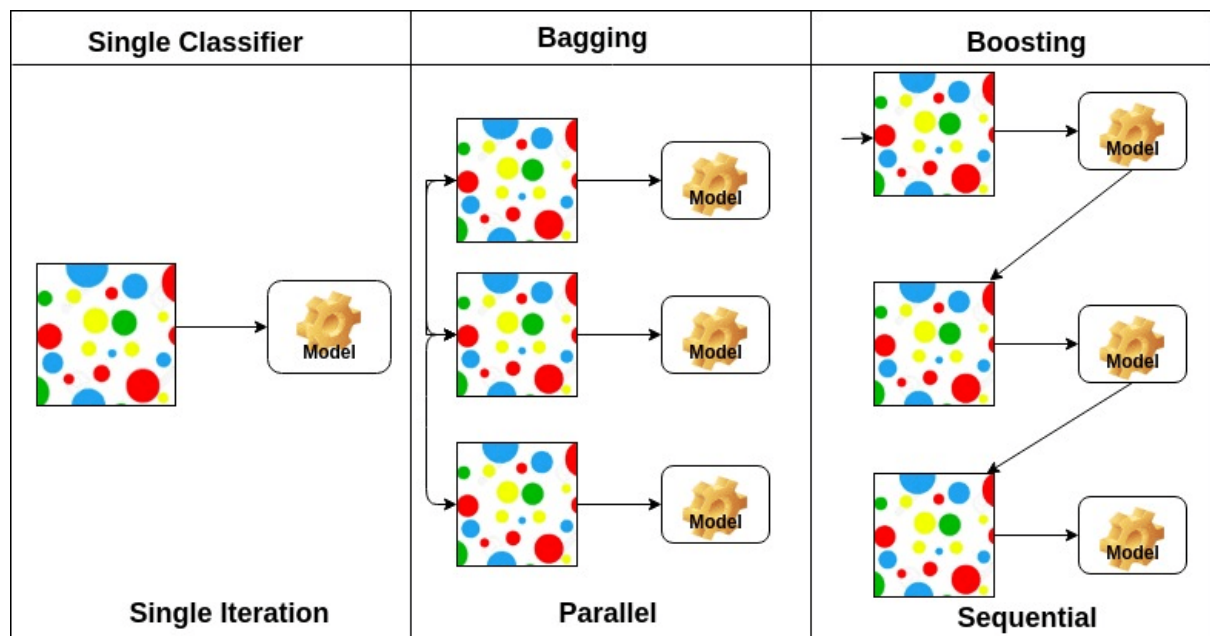 Single Classifier
Bagging
Boosting
Model
Model
Model
Model
Model
Model
Model
Single Iteration
Parallel
Sequential